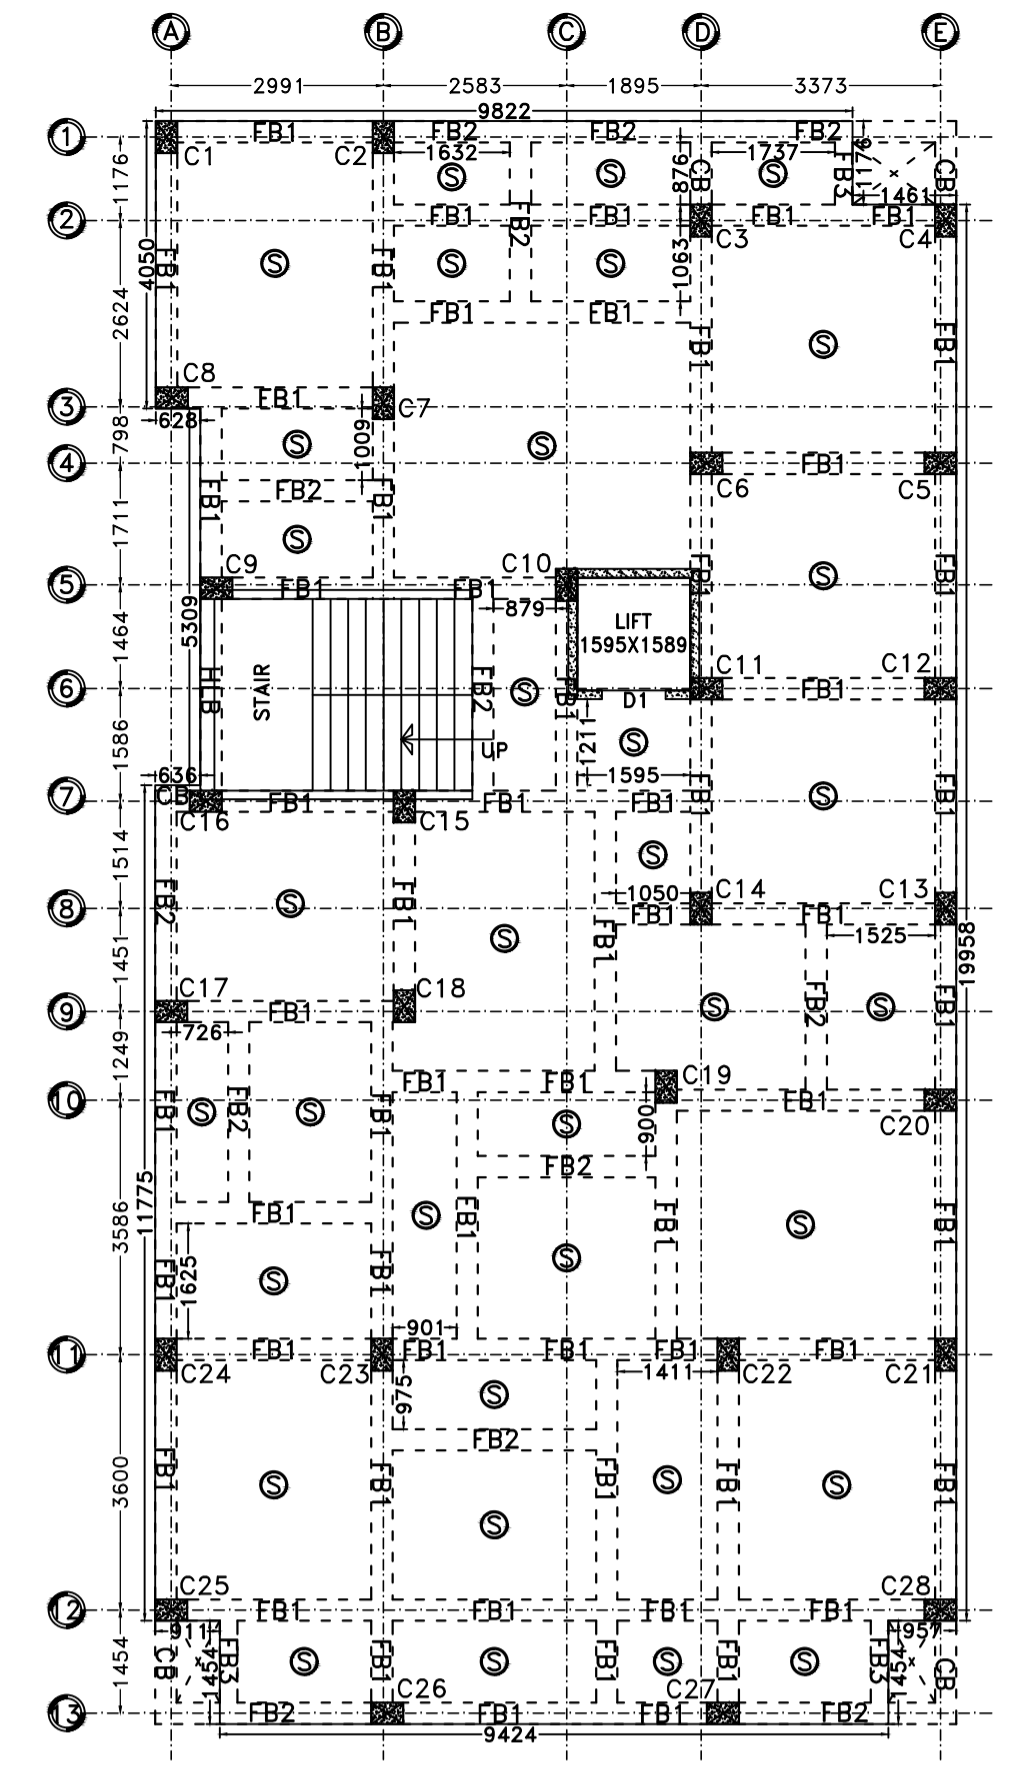 A B C D E
2991 2583 1895 3373
9822
1 FB1 FB2 FB2 FB2
C1 C2 1632 876 CB 1737 FB3 1176
1176
1461
2 FB1 FB2 FB1 FB1 FB1
C3 C4
S S S
4050 FB1 FB1 S S S 1063
2624 FB1 FB1 FB1 FB1
S
C8
3 FB1 C7
628
798 S 1009 S
4 FB1
C6 C5
FB2
1711 FB1 FB1
S
C9 C10
5 FB1 FB1 FB1 S FB1
879
LIFT
1595X1589
1464 5309
HLB STAIR FB2 C11 C12
6 S FB1 D1 FB1
1586 UP 1211 S
636 1595
7 CB FB1 FB1 FB1 FB1 S FB1
C16 C15
1514 S
1050 C14 C13
8 FB2 S FB1 FB1 FB1
FB1 S 1525
1451 19958
C17 C18
9 FB1 S FB2 S FB1
726
1249
FB1 FB1 C19
10 FB1 S FB2 S FB1 S 900 FB1
C20
FB2
3586 11775 FB1 S FB1 FB1 S FB1
S
1625 FB1 S FB1
901
11 FB1 FB1 FB1 FB1 FB1
C24 C23 975 1411 C22 C21
S
FB2
3600 FB1 S FB1 FB1 S FB1 S FB1
S
C25 C28
12 FB1 FB1 FB1 FB1
911 957
1454 CB 1454 FB3 S FB1 S FB1 S FB1 S FB3 1454 CB
C26 C27
13 FB2 FB1 FB1 FB2
9424